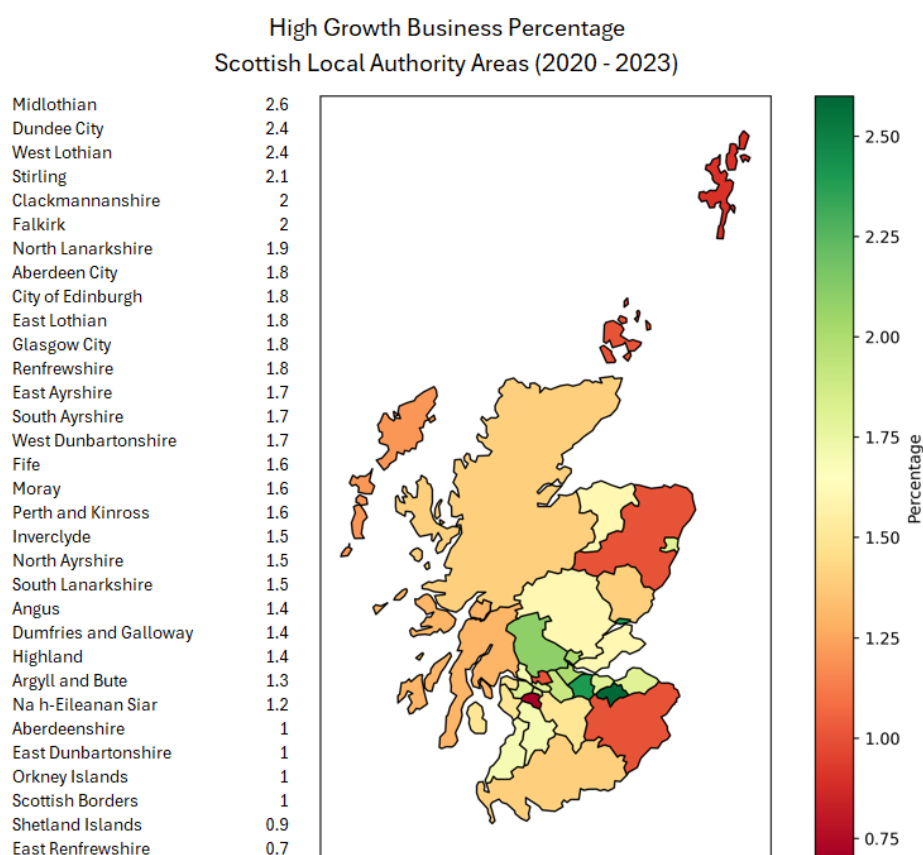 High Growth Business Percentage
Scottish Local Authority Areas (2020 - 2023)
Midlothian 2.6
Dundee City 2.4
West Lothian 2.4
Stirling 2.1
Clackmannanshire 2
Falkirk 2
North Lanarkshire 1.9
Aberdeen City 1.8
City of Edinburgh 1.8
East Lothian 1.8
Glasgow City 1.8
Renfrewshire 1.8
East Ayrshire 1.7
South Ayrshire 1.7
West Dunbartonshire 1.7
Fife 1.6
Moray 1.6
Perth and Kinross 1.6
Inverclyde 1.5
North Ayrshire 1.5
South Lanarkshire 1.5
Angus 1.4
Dumfries and Galloway 1.4
Highland 1.4
Argyll and Bute 1.3
Na h-Eileanan Siar 1.2
Aberdeenshire 1
East Dunbartonshire 1
Orkney Islands 1
Scottish Borders 1
Shetland Islands 0.9
East Renfrewshire 0.7
2.50
2.25
2.00
1.75
1.50
1.25
1.00
0.75
Percentage